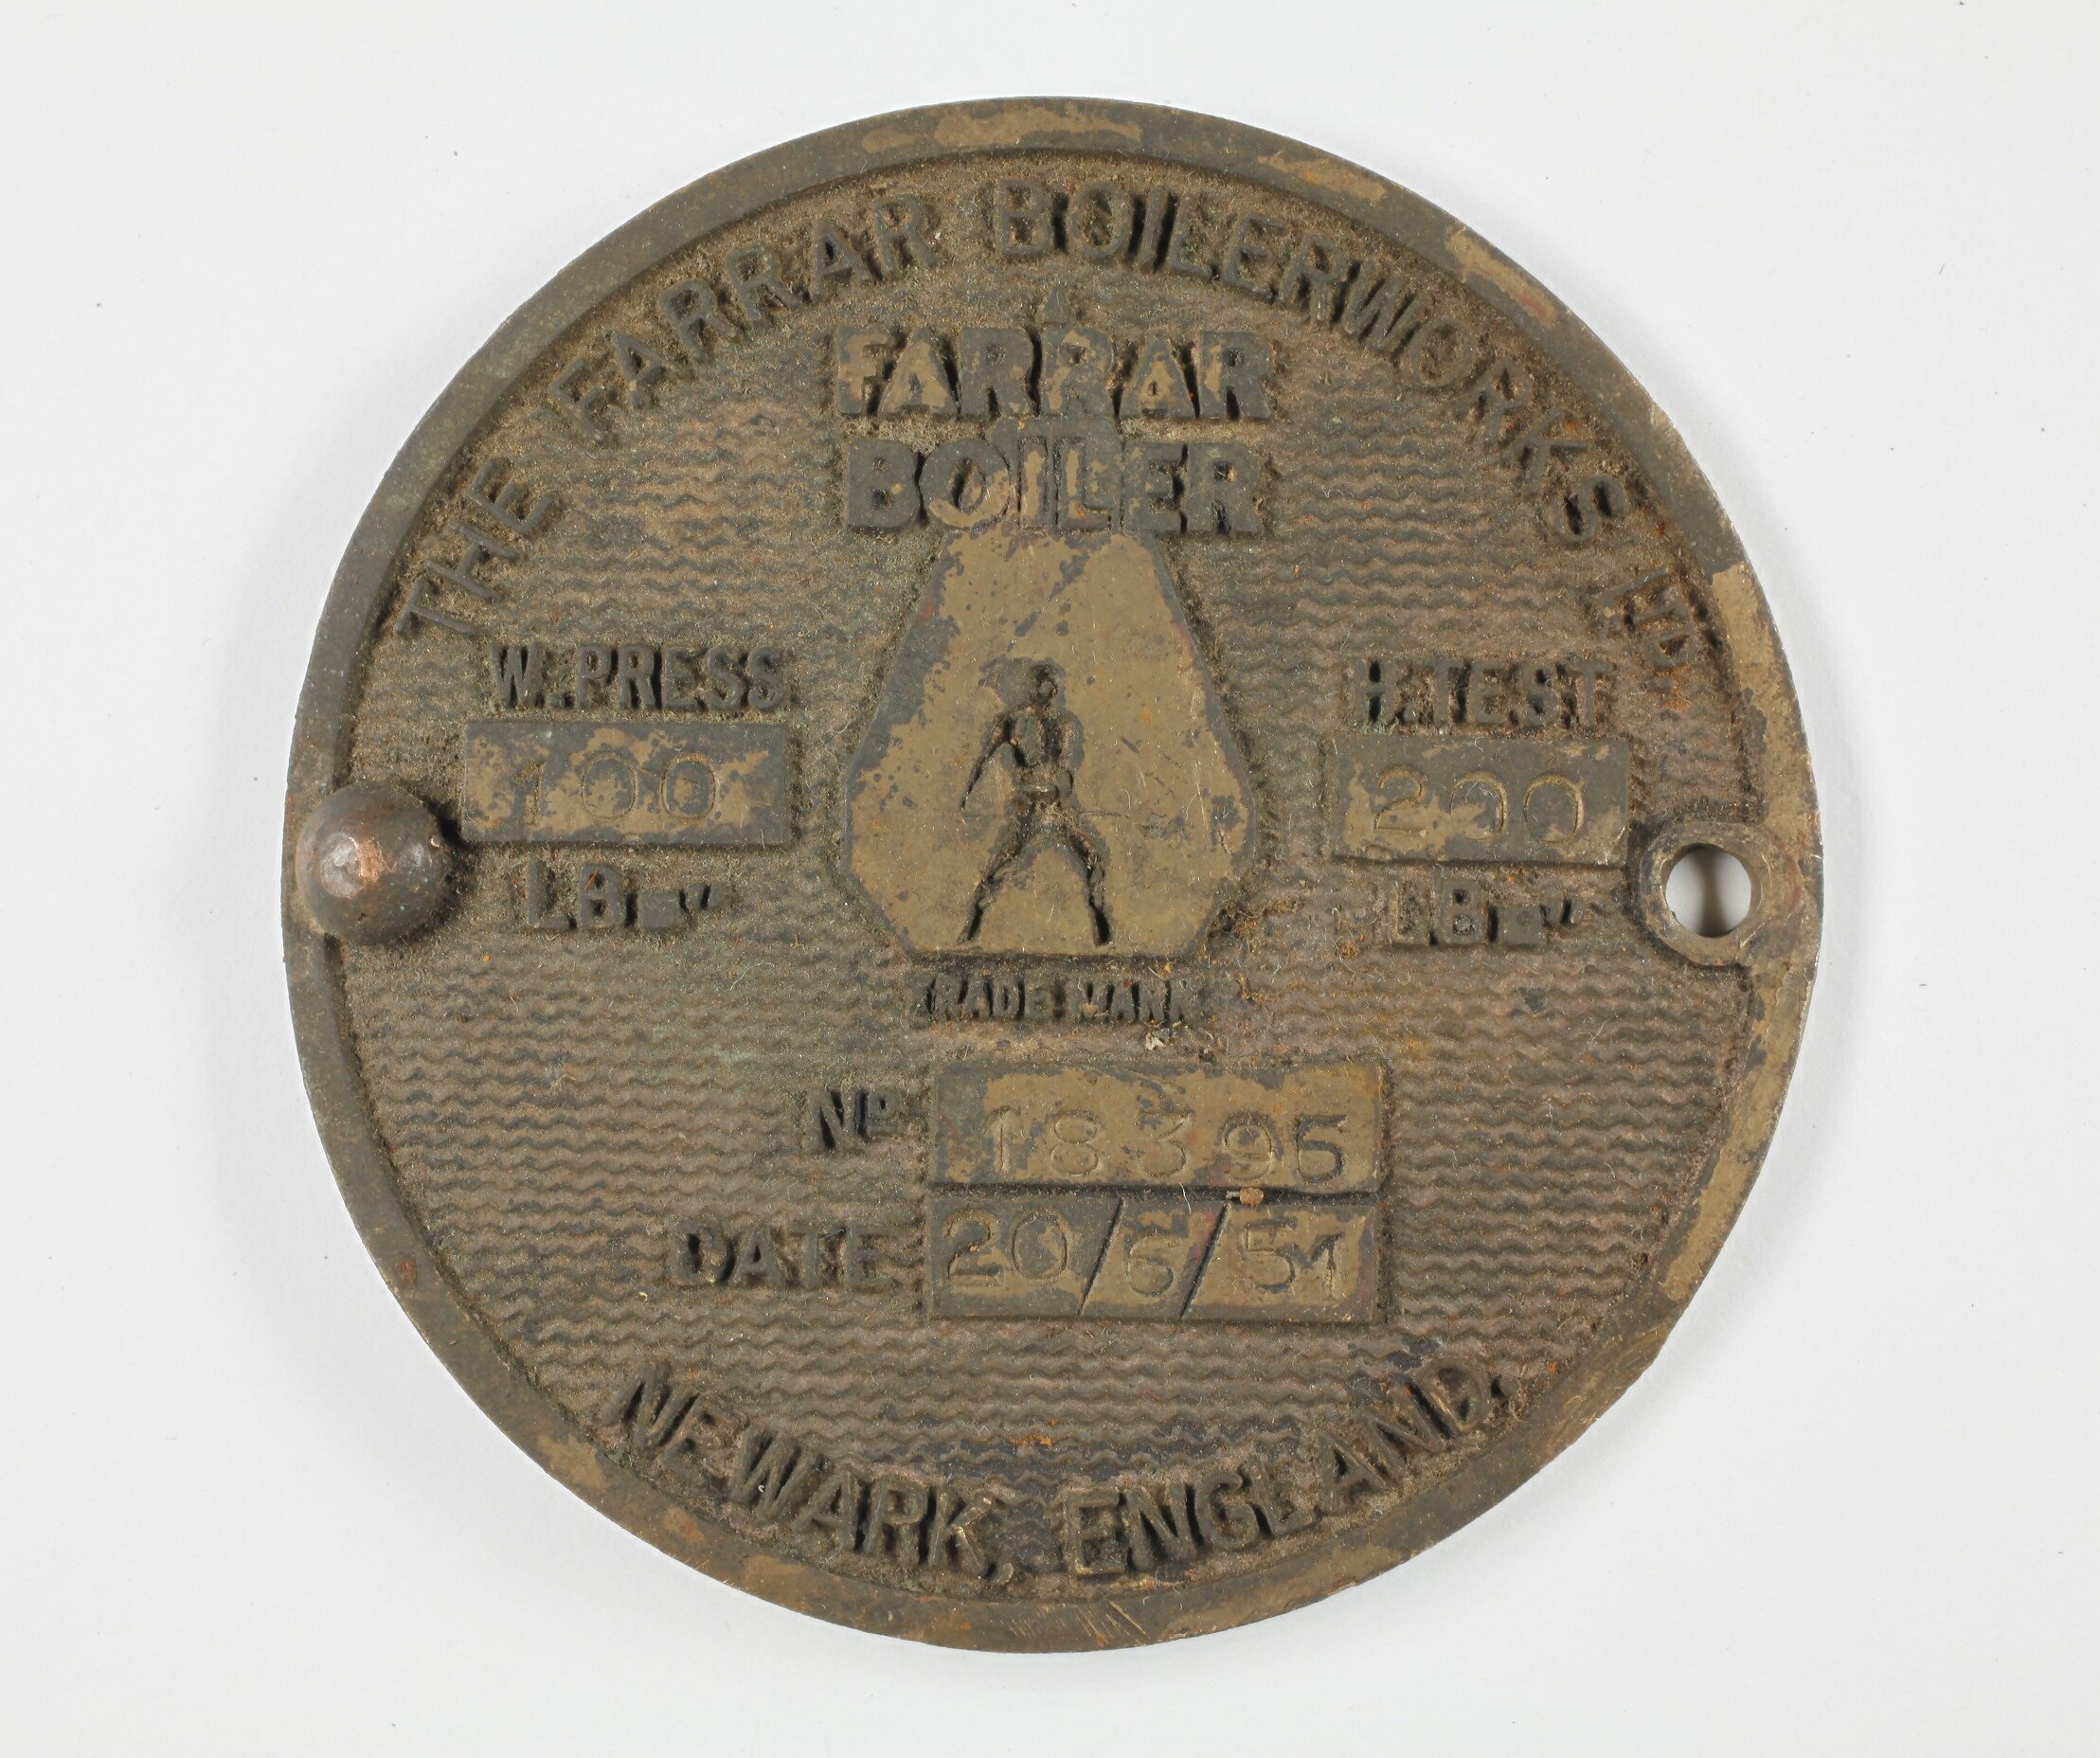 THE FARRAR BOILERWORKS LTD.
FARRAR
BOILER
W.PRESS
100
LB
H.TEST
200
LB
TRADE MARK
No 18395
DATE 20/6/51
NEWARK, ENGLAND.